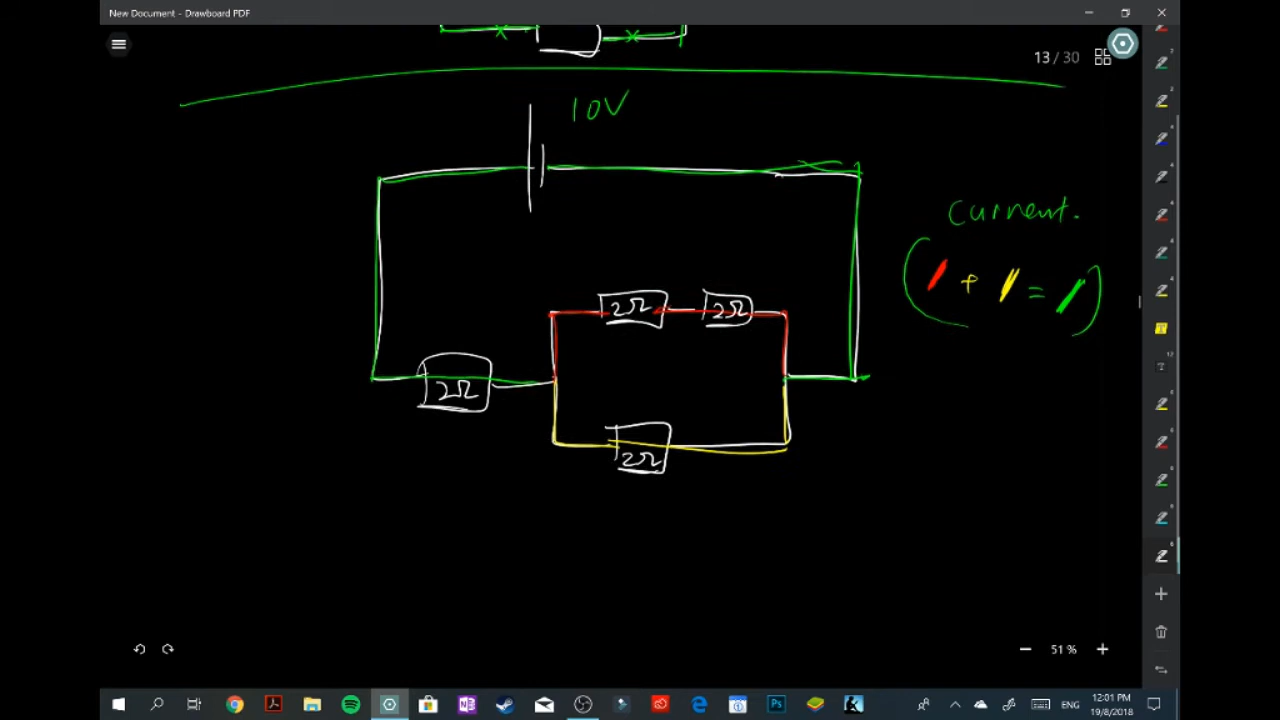 New Document - Drawboard PDF
13 / 30
10V
Current.
( + = )
2Ω 2Ω
2Ω
2Ω
51 %
12:01 PM
ENG
19/8/2018